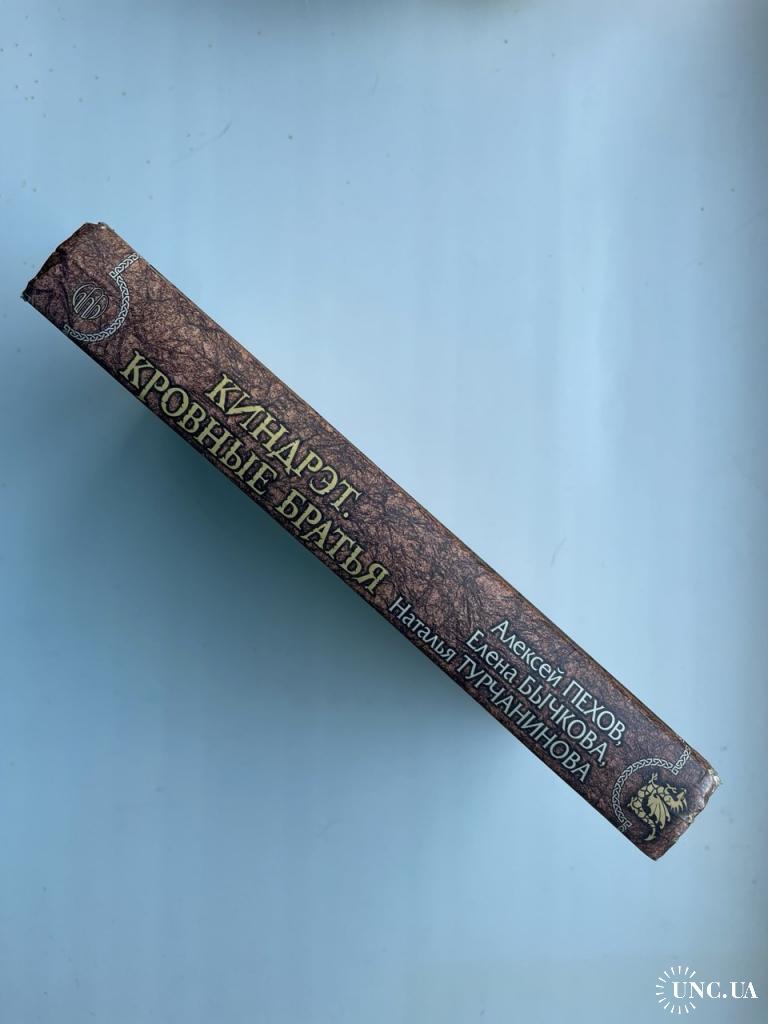 КИНДРЭТ.
КРОВНЫЕ БРАТЬЯ
Алексей ПЕХОВ,
Елена БЫЧКОВА,
Наталья ТУРЧАНИНОВА
UNC.UA